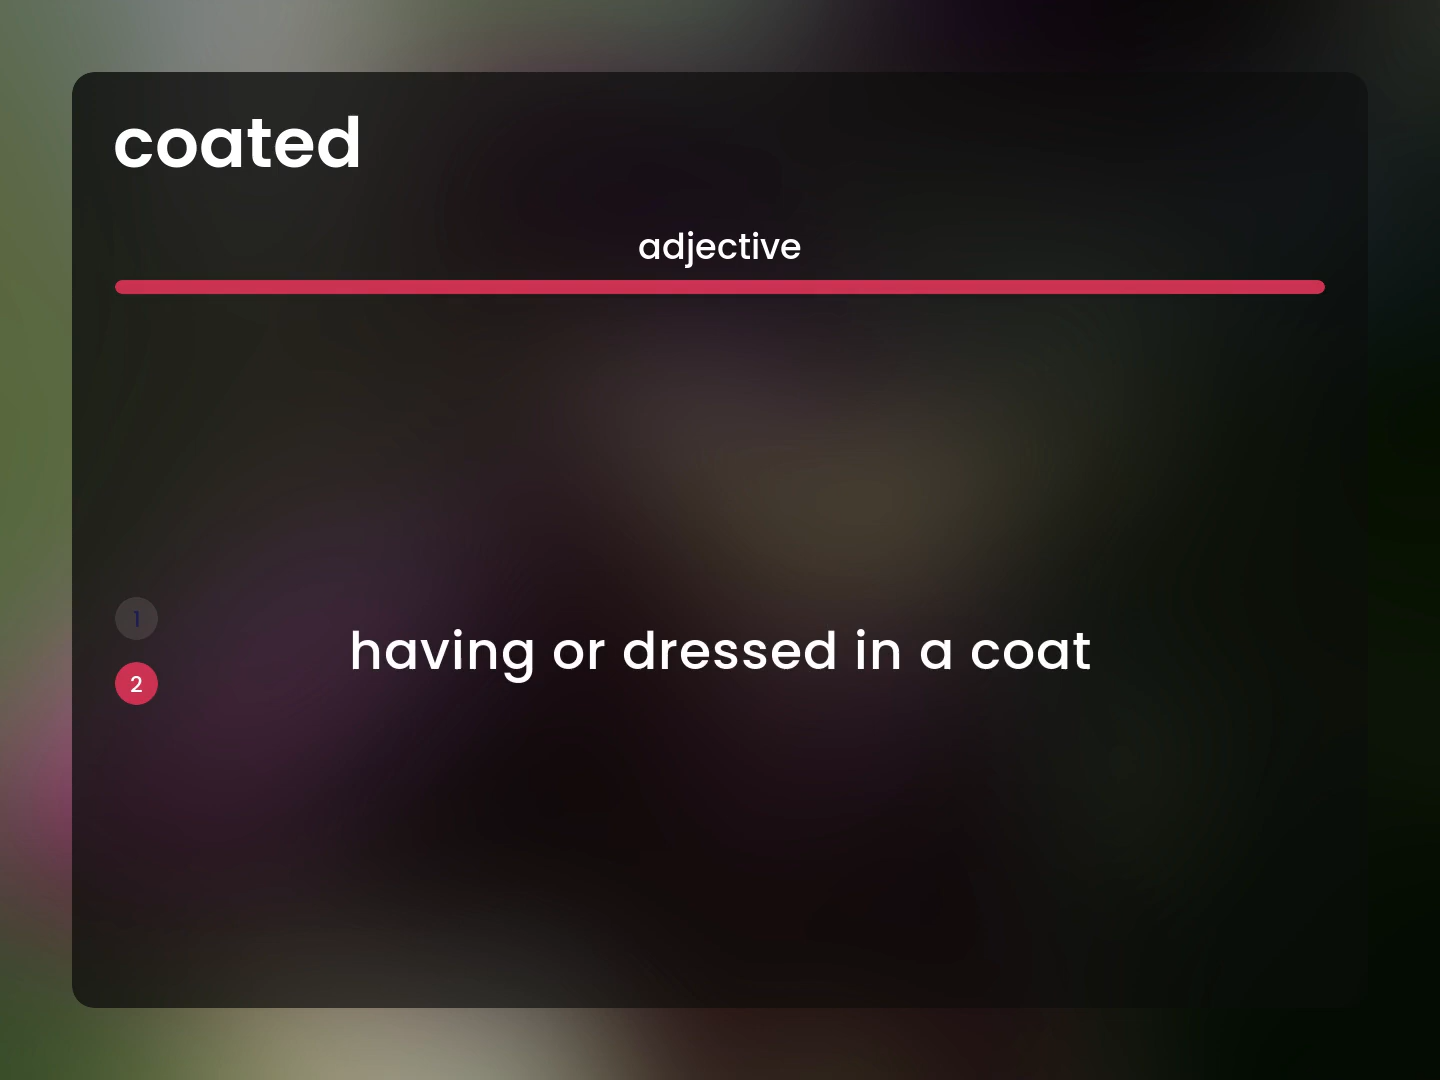 coated
adjective
1
having or dressed in a coat
2